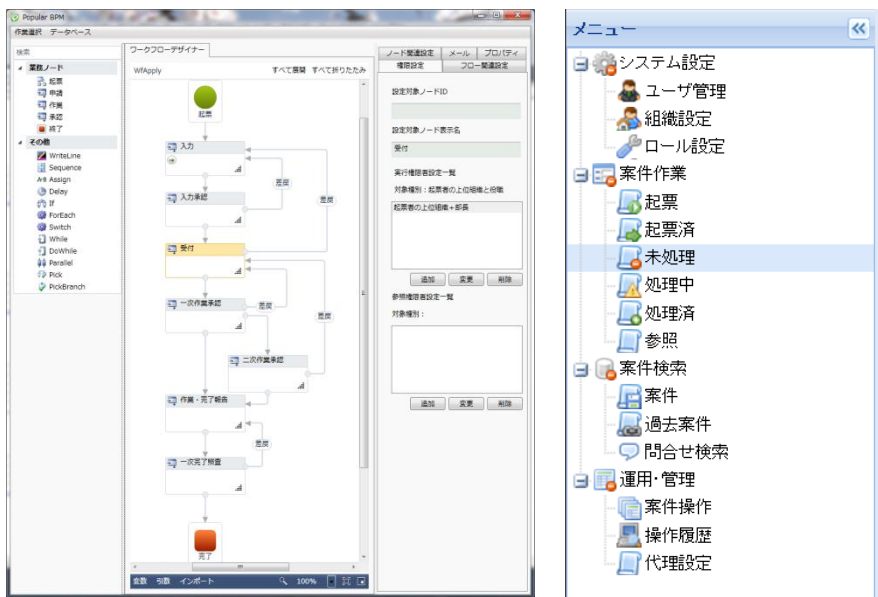 Populer BPM
作業選択 データベース
検索
業務ノード
起票
申請
作業
承認
終了
その他
WriteLine
Sequence
A=B Assign
Delay
If
ForEach
Switch
While
DoWhile
Parallel
Pick
PickBranch
ワークフローデザイナー
WfApply すべて展開 すべて折りたたみ
起票
入力
差戻
入力承認
差戻
受付
一次作業承認
差戻
差戻
二次作業承認
作業・完了報告
差戻
一次完了検査
完了
変数 引数 インポート 100%
ノード関連設定 メール プロパティ
権限設定 フロー関連設定
設定対象ノードID
設定対象ノード表示名
受付
実行権限者設定一覧
対象種別：起票者の上位組織と役職
起票者の上位組織+部長
追加 変更 削除
参照権限者設定一覧
対象種別：
追加 変更 削除
メニュー
システム設定
ユーザ管理
組織設定
ロール設定
案件作業
起票
起票済
未処理
処理中
処理済
参照
案件検索
案件
過去案件
問合せ検索
運用・管理
案件操作
操作履歴
代理設定